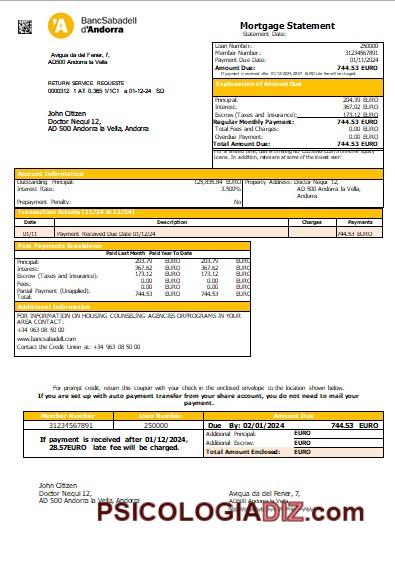 'A BancSabadell
d'Andorra
Mortgage Statement
Statement Date:
Avigua da del Fener, 7,
AD500 Andorra la Vella
Loan Number: 250000
Member Number: 31234567891
Payment Due Date: 01/11/2024
Amount Due: 744.53 EURO
If payment is received after 01/12/2024, 28.57 EURO late fee will be charged.
RETURN SERVICE REQUESTE
0000312 1 AT 0.365 1/1C1 a 01-12-24 SD
Explanation of Amount Due
Principal: 204.39 EURO
Interest: 367.02 EURO
Escrow (Taxes and Insurance): 173.12 EURO
Regular Monthly Payment: 744.53 EURO
Total Fees and Charges: 0.00 EURO
Overdue Payment: 0.00 EURO
Total Amount Due: 744.53 EURO
John Citizen
Doctor Nequi 12,
AD 500 Andorra la Vella, Andorra
Loans. In addition, rates are at some of the lowest ever!
Account Information
Outstanding Principal: 125,835.84 EURO
Interest Rate: 3.500%
Prepayment Penalty: No
Property Address: Doctor Nequi 12,
AD 500 Andorra la Vella,
Andorra
Transaction Activity (11/24 to 12/24)
Date Description Charges Payments
01/11 Payment Received Due Date 01/12/24 744.53 EURO
Past Payments Breakdown
Paid Last Month Paid Year To Date
Principal: 203.79 EURO 203.79 EURO
Interest: 367.62 EURO 367.62 EURO
Escrow (Taxes and Insurance): 173.12 EURO 173.12 EURO
Fees: 0.00 EURO 0.00 EURO
Partial Payment (Unapplied): 0.00 EURO 0.00 EURO
Total: 744.53 EURO 744.53 EURO
Additional Information
FOR INFORMATION ON HOUSING COUNSELING AGENCIES ORPROGRAMS IN YOUR
AREA CONTACT:
+34 963 08 50 00
www.bancsabadell.com
Contact the Credit Union at: +34 963 08 50 00
For prompt credit, return this coupon with your check in the enclosed envelope to the location shown below.
If you are set up with auto payment transfer from your share account, you do not need to mail your
payment.
Member Number Loan Number Amount Due
31234567891 250000 Due By: 02/01/2024 744.53 EURO
If payment is received after 01/12/2024,
28.57EURO late fee will be charged.
Additional Principal: EURO
Additional Escrow: EURO
Total Amount Enclosed: EURO
John Citizen
Doctor Nequi 12,
AD 500 Andorra la Vella, Andorra
Avigua da del Fener, 7,
PSICOLOGIADIZ.com